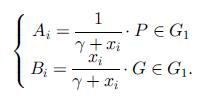 A_i = \frac{1}{\gamma + x_i} \cdot P \in G_1
B_i = \frac{x_i}{\gamma + x_i} \cdot G \in G_1.